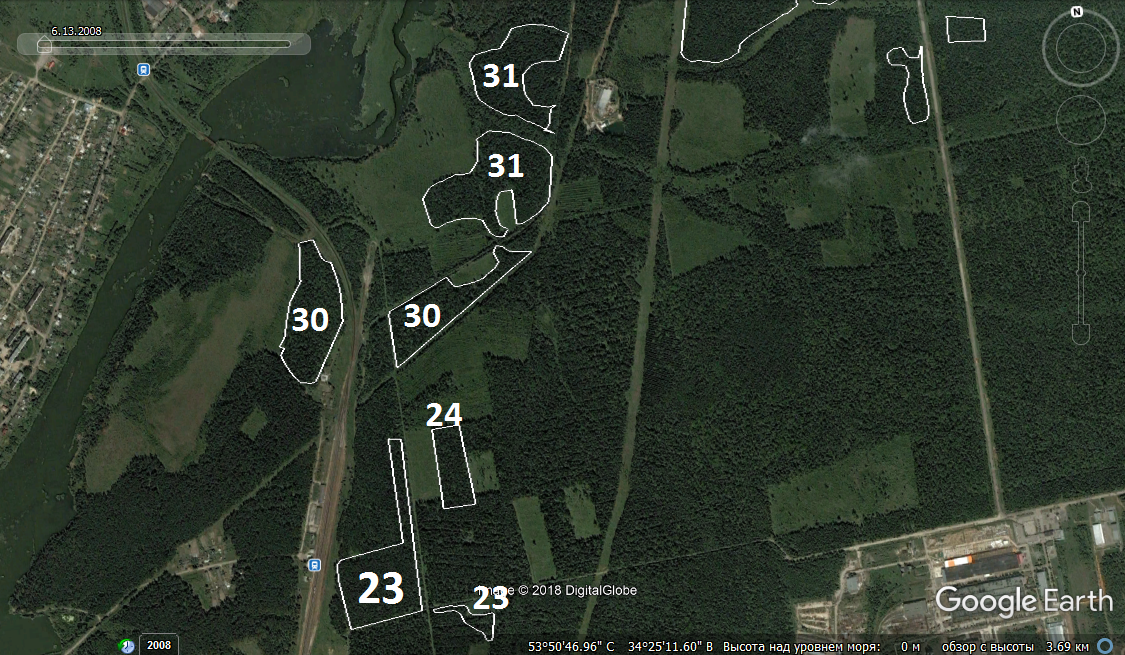 6.13.2008
N
31
31
30
30
24
23
23
Image © 2018 DigitalGlobe
Google Earth
2008
53°50'46.96" С 34°25'11.60" В Высота над уровнем моря: 0 м обзор с высоты 3.69 км